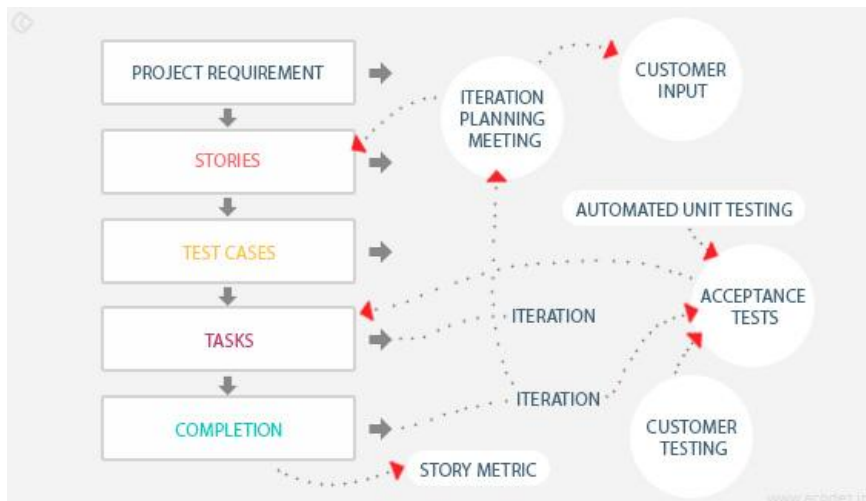 PROJECT REQUIREMENT
STORIES
TEST CASES
TASKS
COMPLETION
ITERATION
PLANNING
MEETING
CUSTOMER
INPUT
AUTOMATED UNIT TESTING
ACCEPTANCE
TESTS
ITERATION
ITERATION
CUSTOMER
TESTING
STORY METRIC